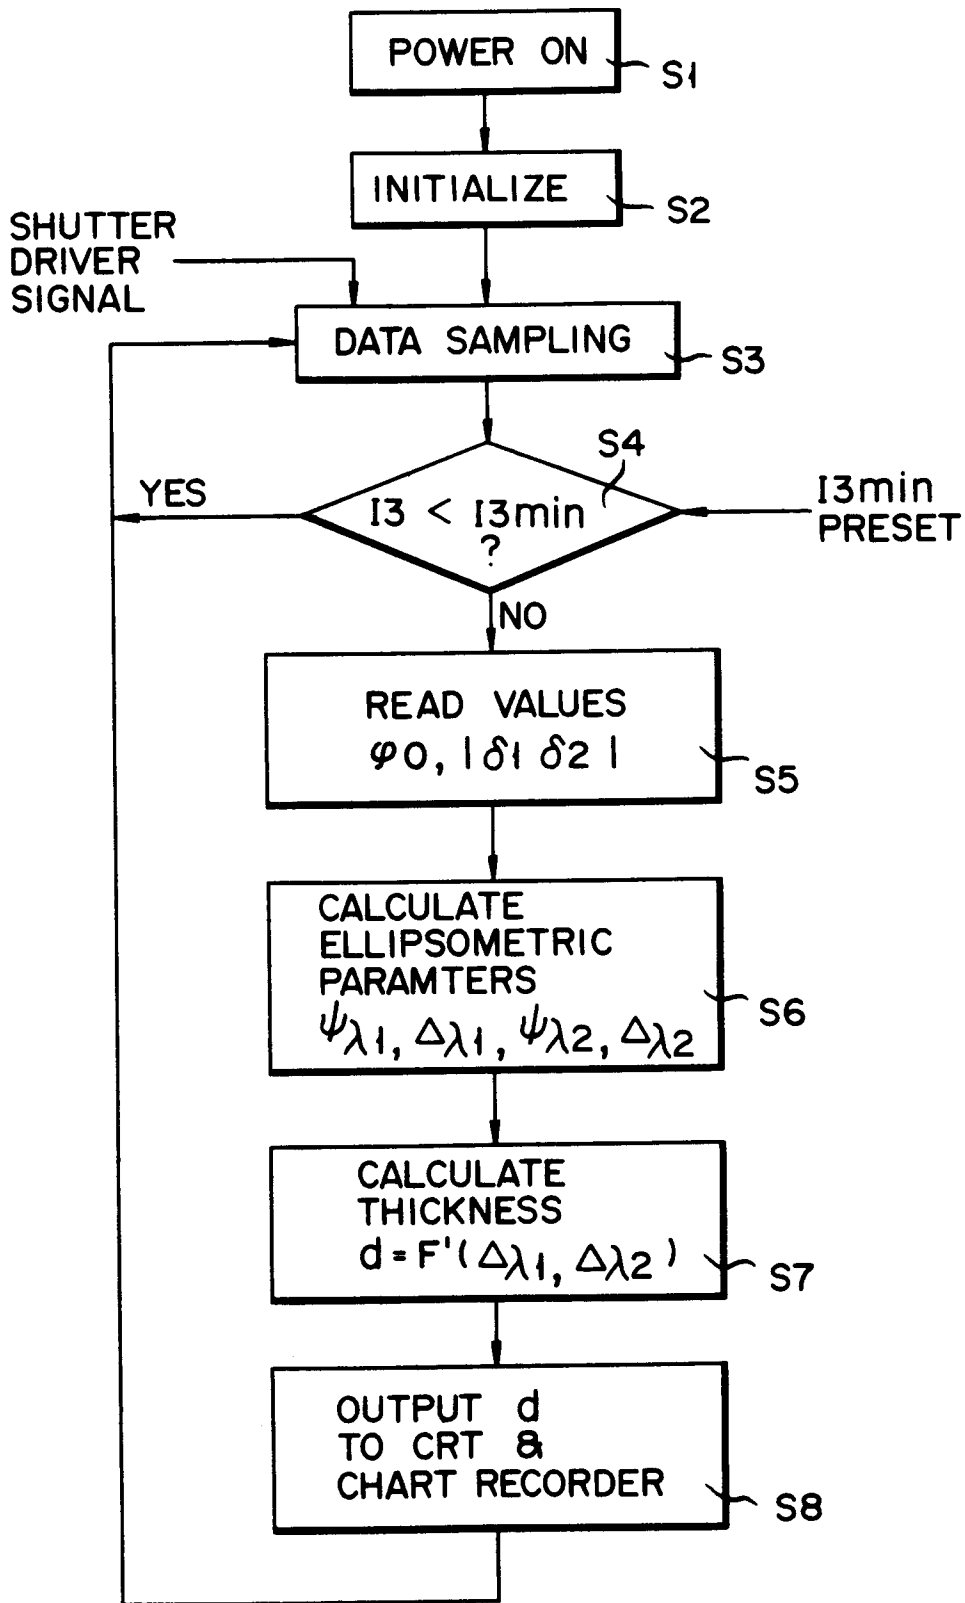 POWER ON
S1
INITIALIZE
S2
SHUTTER
DRIVER
SIGNAL
DATA SAMPLING
S3
S4
YES
I3 < I3min
?
I3min
PRESET
NO
READ VALUES
φ0, |δ1 δ2|
S5
CALCULATE
ELLIPSOMETRIC
PARAMTERS
ψλ1, Δλ1, ψλ2, Δλ2
S6
CALCULATE
THICKNESS
d = F'(Δλ1, Δλ2)
S7
OUTPUT d
TO CRT &
CHART RECORDER
S8